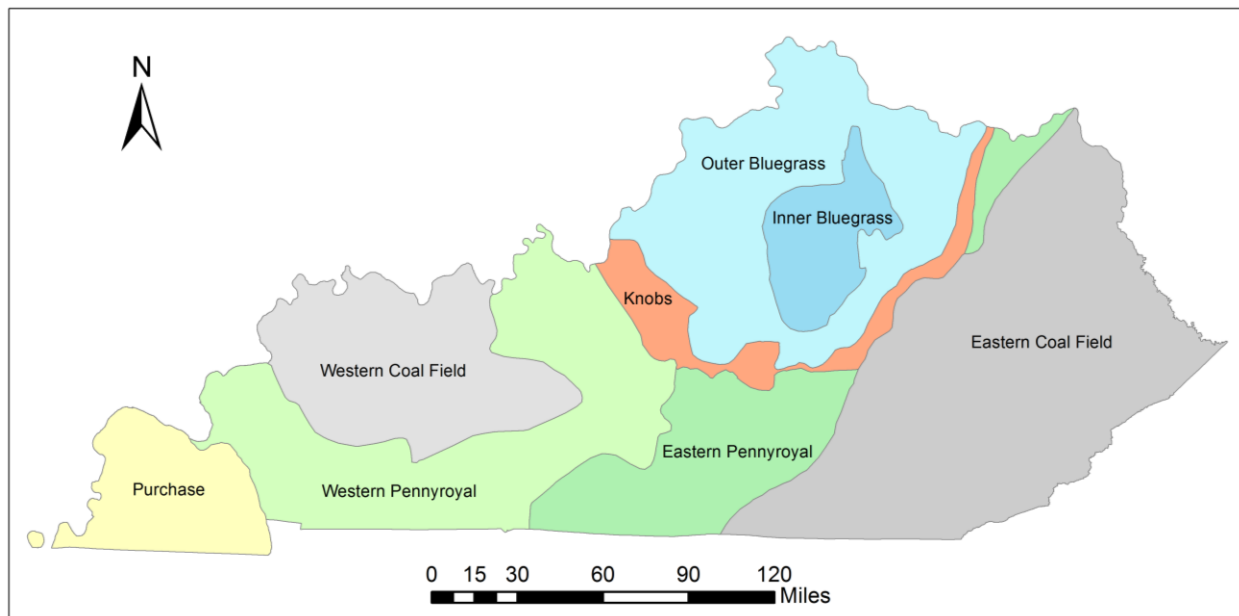 N
Outer Bluegrass
Inner Bluegrass
Knobs
Eastern Coal Field
Western Coal Field
Eastern Pennyroyal
Purchase
Western Pennyroyal
0 15 30 60 90 120
Miles